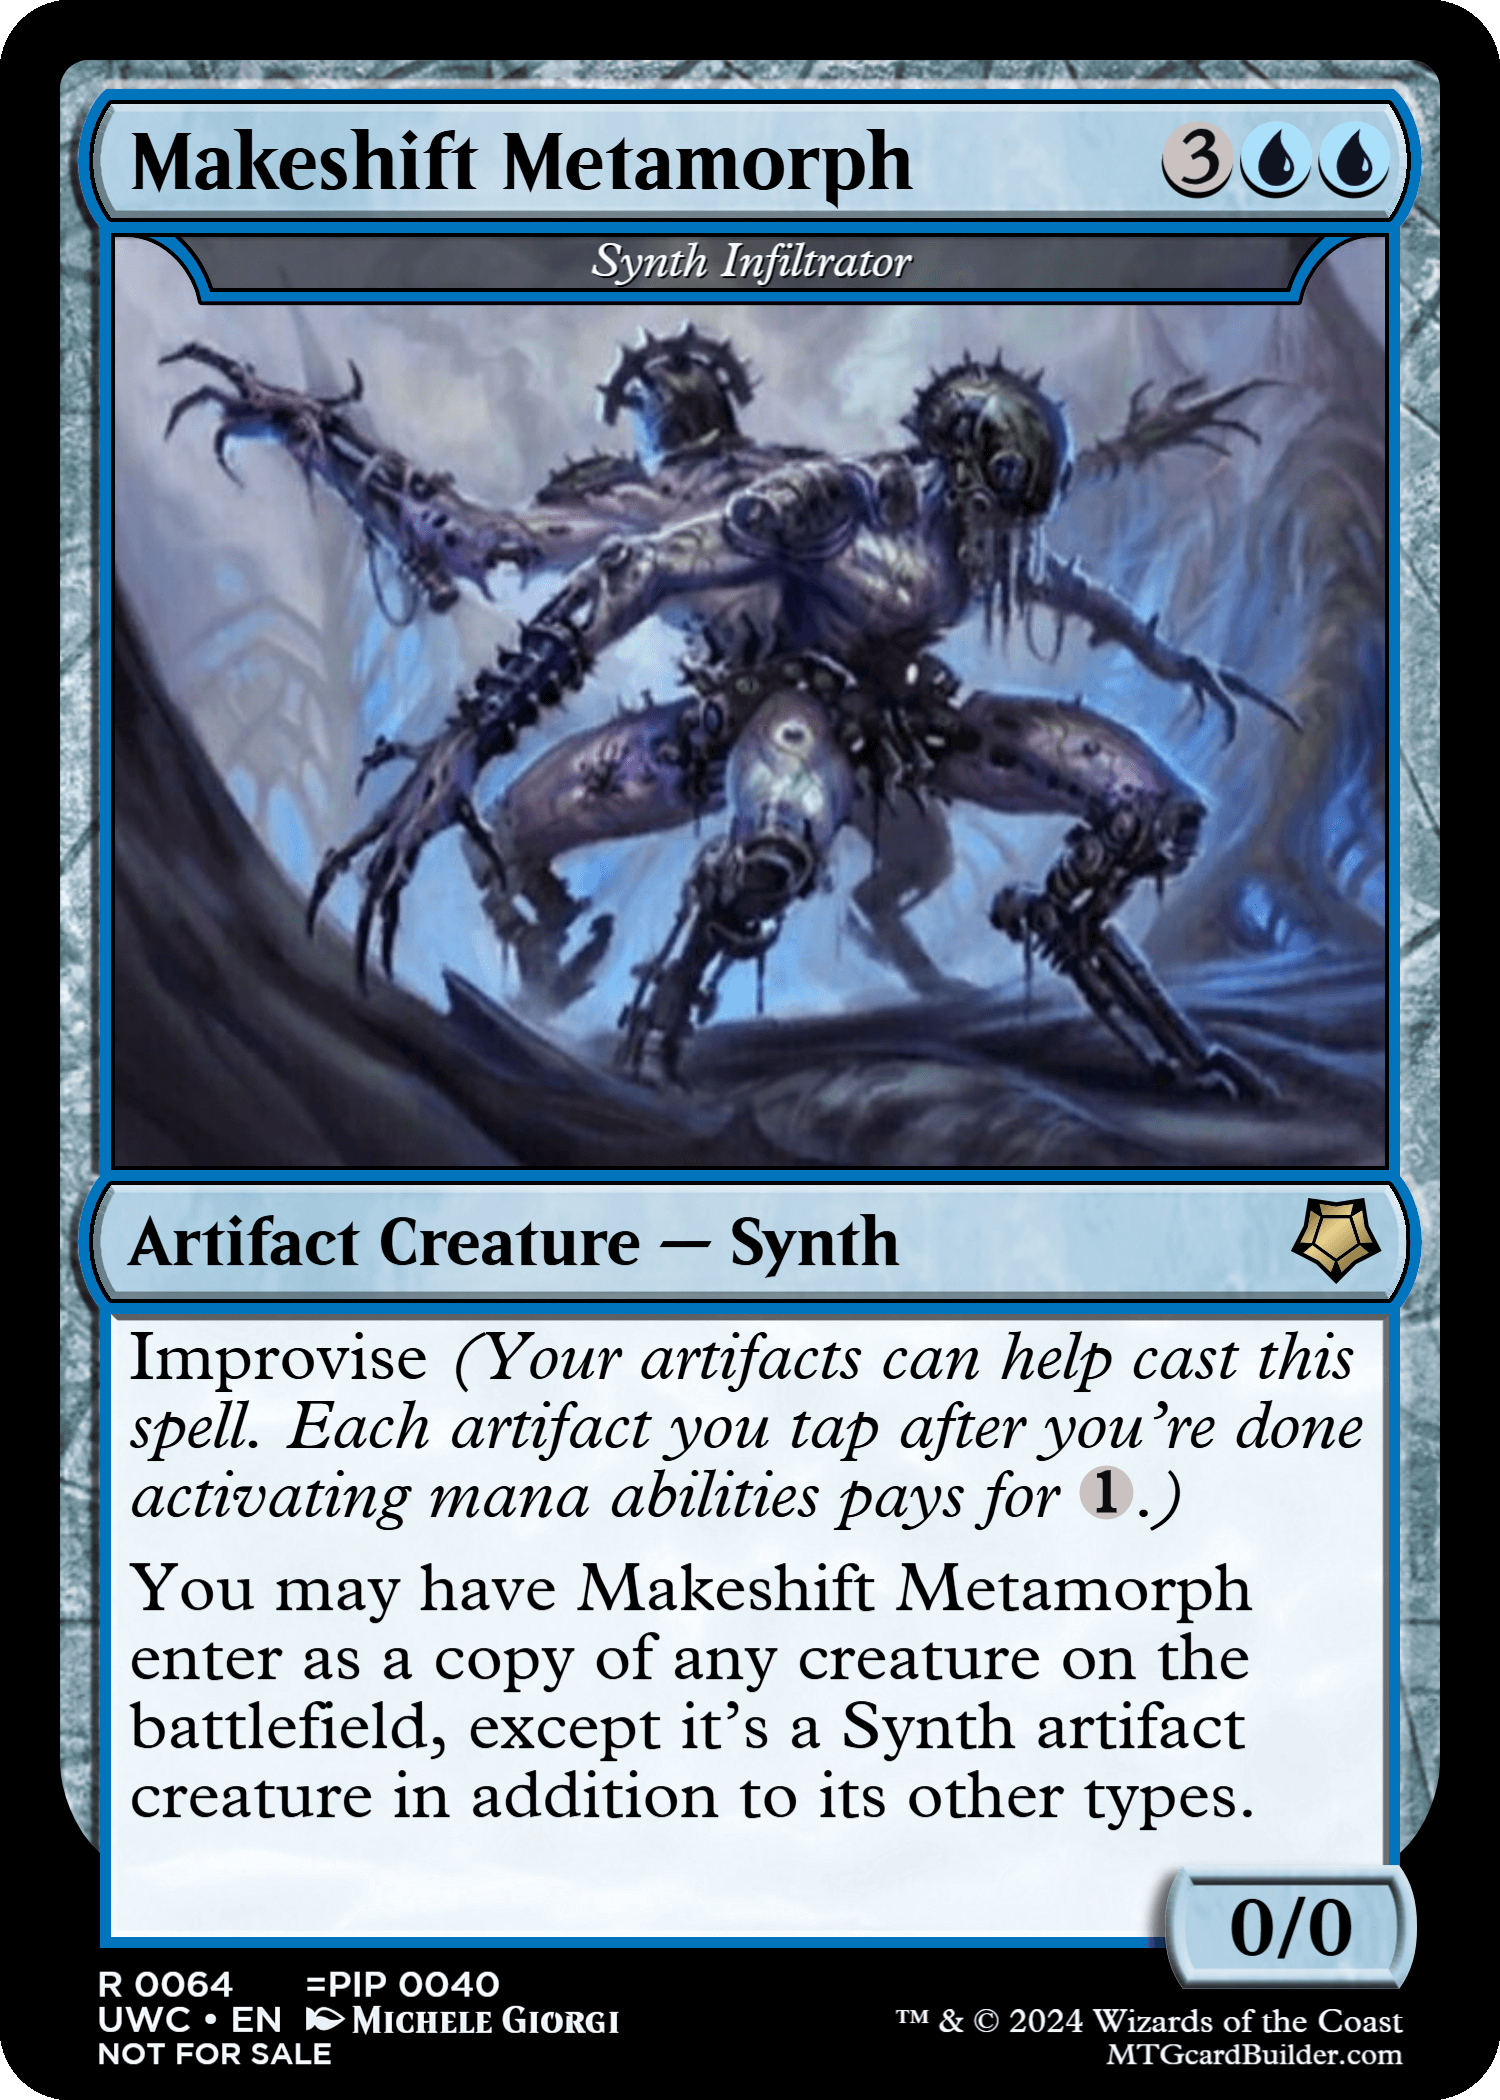 Makeshift Metamorph 3
Synth Infiltrator
Artifact Creature — Synth
Improvise (Your artifacts can help cast this
spell. Each artifact you tap after you’re done
activating mana abilities pays for 1.)
You may have Makeshift Metamorph
enter as a copy of any creature on the
battlefield, except it’s a Synth artifact
creature in addition to its other types.
0/0
R 0064 =PIP 0040
UWC • EN Michele Giorgi
NOT FOR SALE
™ & © 2024 Wizards of the Coast
MTGcardBuilder.com